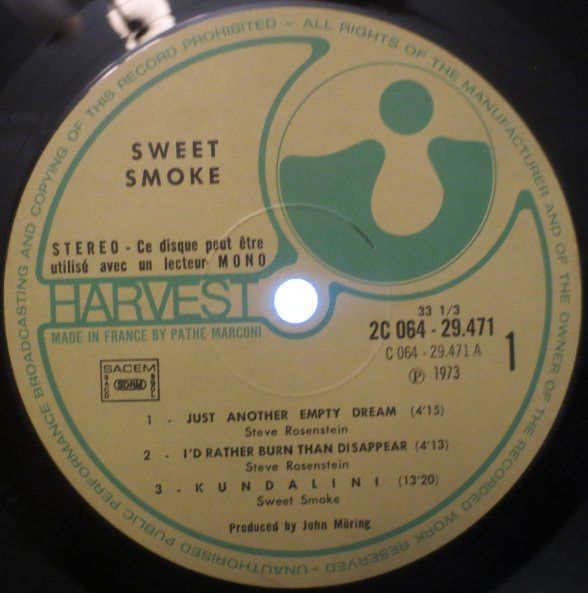 ALL RIGHTS OF THE MANUFACTURER AND OF THE OWNER OF THE RECORDED WORK RESERVED - UNAUTHORISED PUBLIC PERFORMANCE BROADCASTING AND COPYING OF THIS RECORD PROHIBITED -
SWEET
SMOKE
STEREO - Ce disque peut être
utilisé avec un lecteur MONO
HARVEST
MADE IN FRANCE BY PATHE MARCONI
33 1/3
2C 064 - 29.471
C 064 - 29.471 A
1
Ⓟ 1973
SACEM
SACD
SDRM
1 - JUST ANOTHER EMPTY DREAM (4'15)
Steve Rosenstein
2 - I'D RATHER BURN THAN DISAPPEAR (4'13)
Steve Rosenstein
3 - KUNDALINI (13'20)
Sweet Smoke
Produced by John Möring